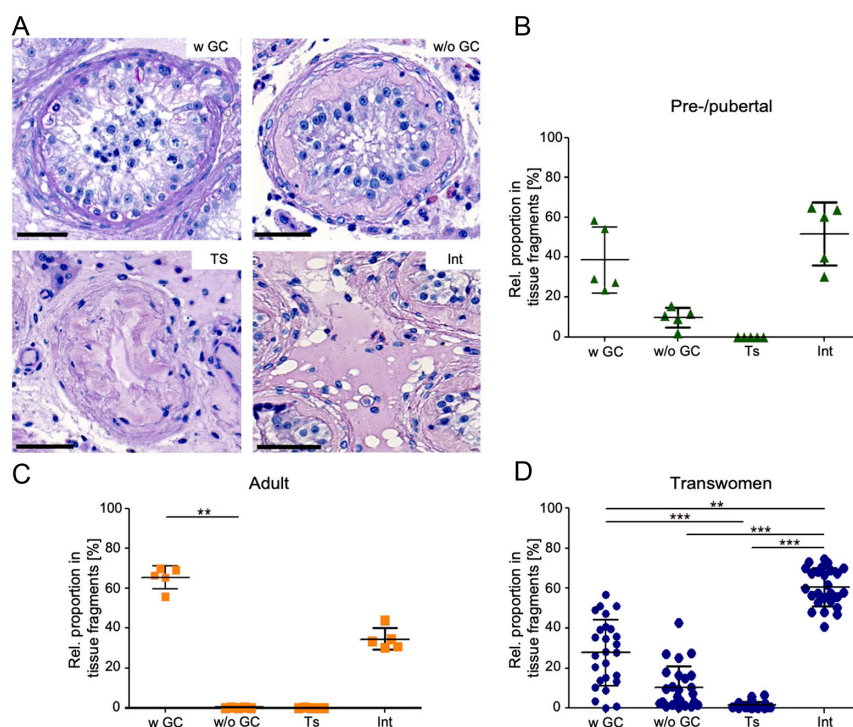 A
w GC
w/o GC
TS
Int
B
Pre-/pubertal
Rel. proportion in
tissue fragments [%]
100
80
60
40
20
0
w GC
w/o GC
Ts
Int
C
Adult
Rel. proportion in
tissue fragments [%]
100
80
60
40
20
0
**
w GC
w/o GC
Ts
Int
D
Transwomen
Rel. proportion in
tissue fragments [%]
100
80
60
40
20
0
**
***
***
***
w GC
w/o GC
Ts
Int